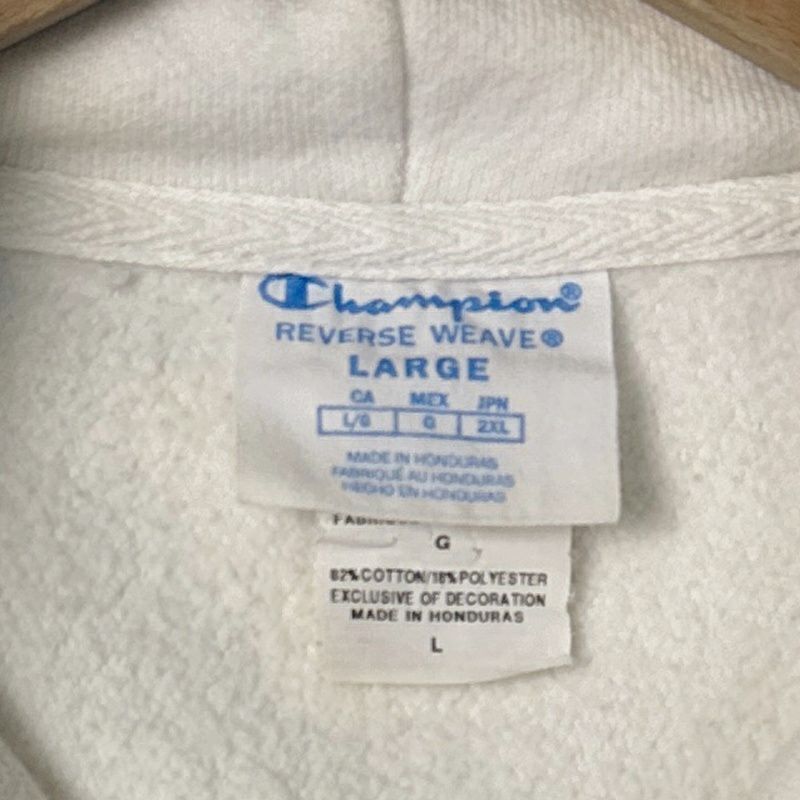 Champion®
REVERSE WEAVE®
LARGE
CA MEX JPN
L/G G 2XL
MADE IN HONDURAS
FABRIQUÉ AU HONDURAS
HECHO EN HONDURAS
G
82% COTTON/18% POLYESTER
EXCLUSIVE OF DECORATION
MADE IN HONDURAS
L